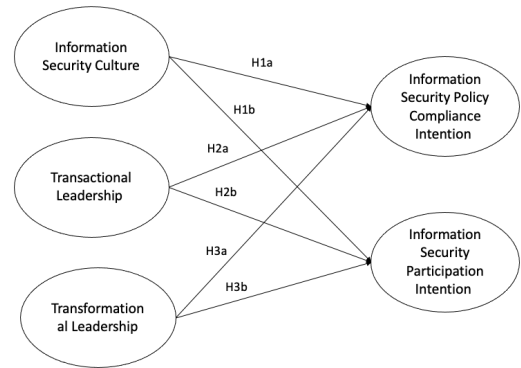 Information
Security Culture
H1a
Information
Security Policy
Compliance
Intention
H1b
H2a
Transactional
Leadership
H2b
Information
Security
Participation
Intention
H3a
H3b
Transformation
al Leadership